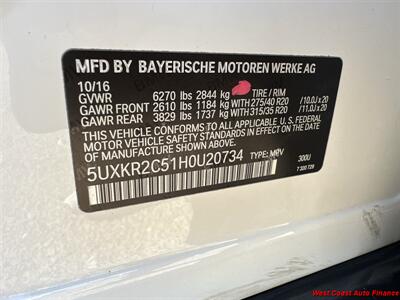 MFD BY BAYERISCHE MOTOREN WERKE AG
10/16 TIRE / RIM
GVWR 6270 lbs 2844 kg
GAWR FRONT 2610 lbs 1184 kg WITH 275/40 R20 /10.0J x 20
GAWR REAR 3829 lbs 1737 kg WITH 315/35 R20 /11.0J x 20
THIS VEHICLE CONFORMS TO ALL APPLICABLE U.S. FEDERAL
MOTOR VEHICLE SAFETY STANDARDS IN EFFECT ON THE
DATE OF MANUFACTURE SHOWN ABOVE.
5UXKR2C51H0U20734 TYPE: MPV 300U
7 320 729
West Coast Auto Finance